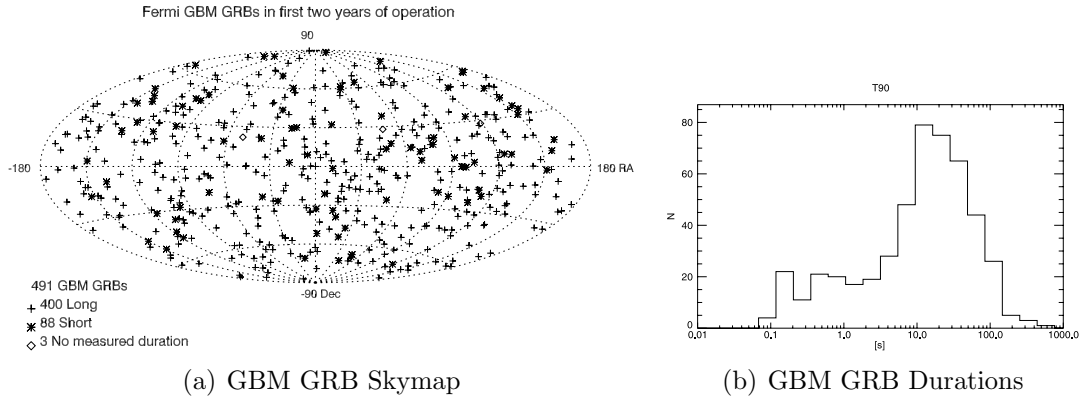 Fermi GBM GRBs in first two years of operation
90
-180
180 RA
-90 Dec
491 GBM GRBs
400 Long
88 Short
3 No measured duration
(a) GBM GRB Skymap
T90
80
60
40
20
0
N
0.01
0.1
1.0
10.0
100.0
1000.0
[s]
(b) GBM GRB Durations